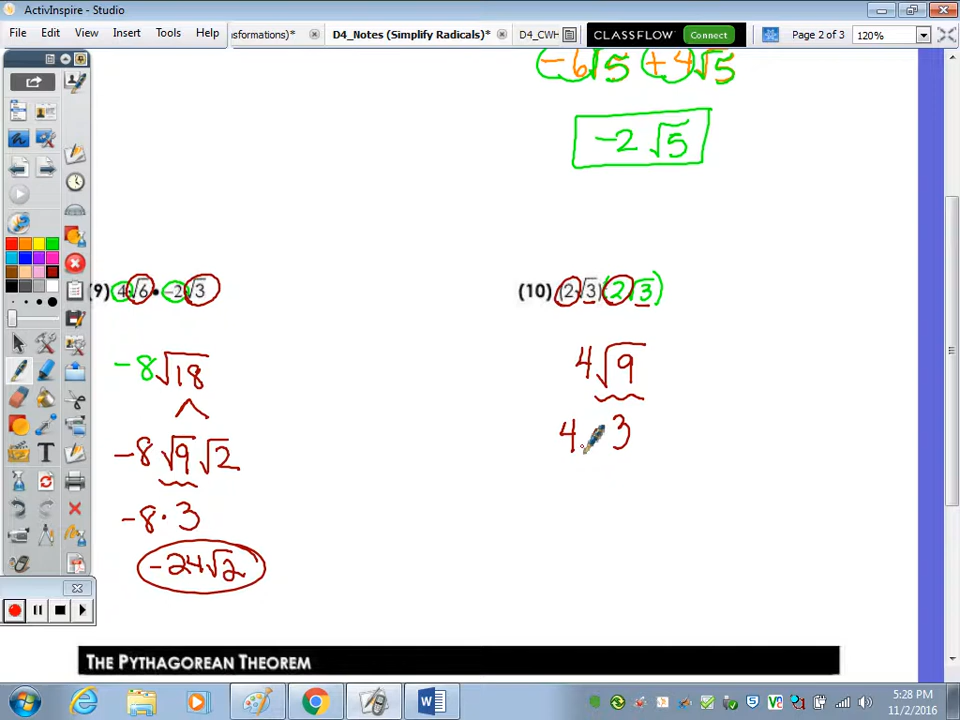 ActivInspire - Studio
File Edit View Insert Tools Help
sformations)*
D4_Notes (Simplify Radicals)*
D4_CWH
CLASSFLOW Connect
Page 2 of 3
120%
-6√5 +4√5
-2√5
(9) 4√6 • -2√3
(10) (2√3)(2√3)
-8√18
4√9
-8√9√2
4 3
-8·3
-24√2
THE PYTHAGOREAN THEOREM
5:28 PM
11/2/2016